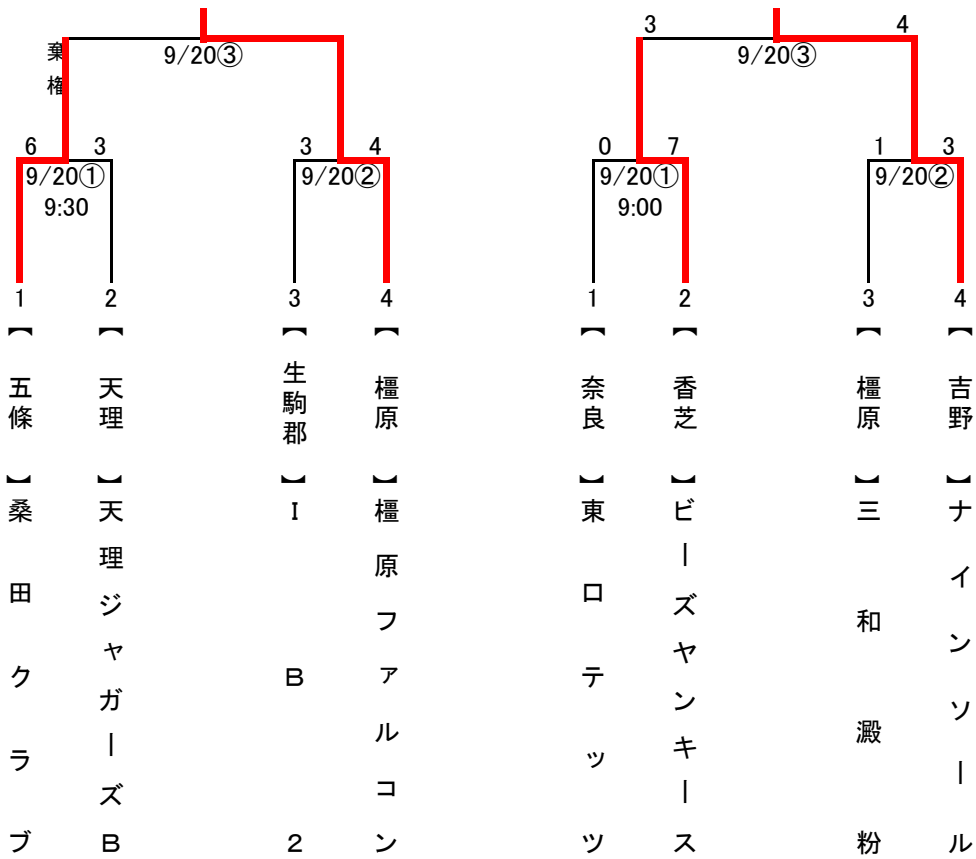 3 4
棄権
9/20③ 9/20③
6 3 3 4 0 7 1 3
9/20① 9/20② 9/20① 9/20②
9:30 9:00
1 2 3 4 1 2 3 4
【五條】桑田クラブ
【天理】天理ジャガーズB
【生駒郡】IB2
【橿原】橿原ファルコン
【奈良】東ロテッツ
【香芝】ビーズヤンキース
【橿原】三和澱粉
【吉野】ナインソール